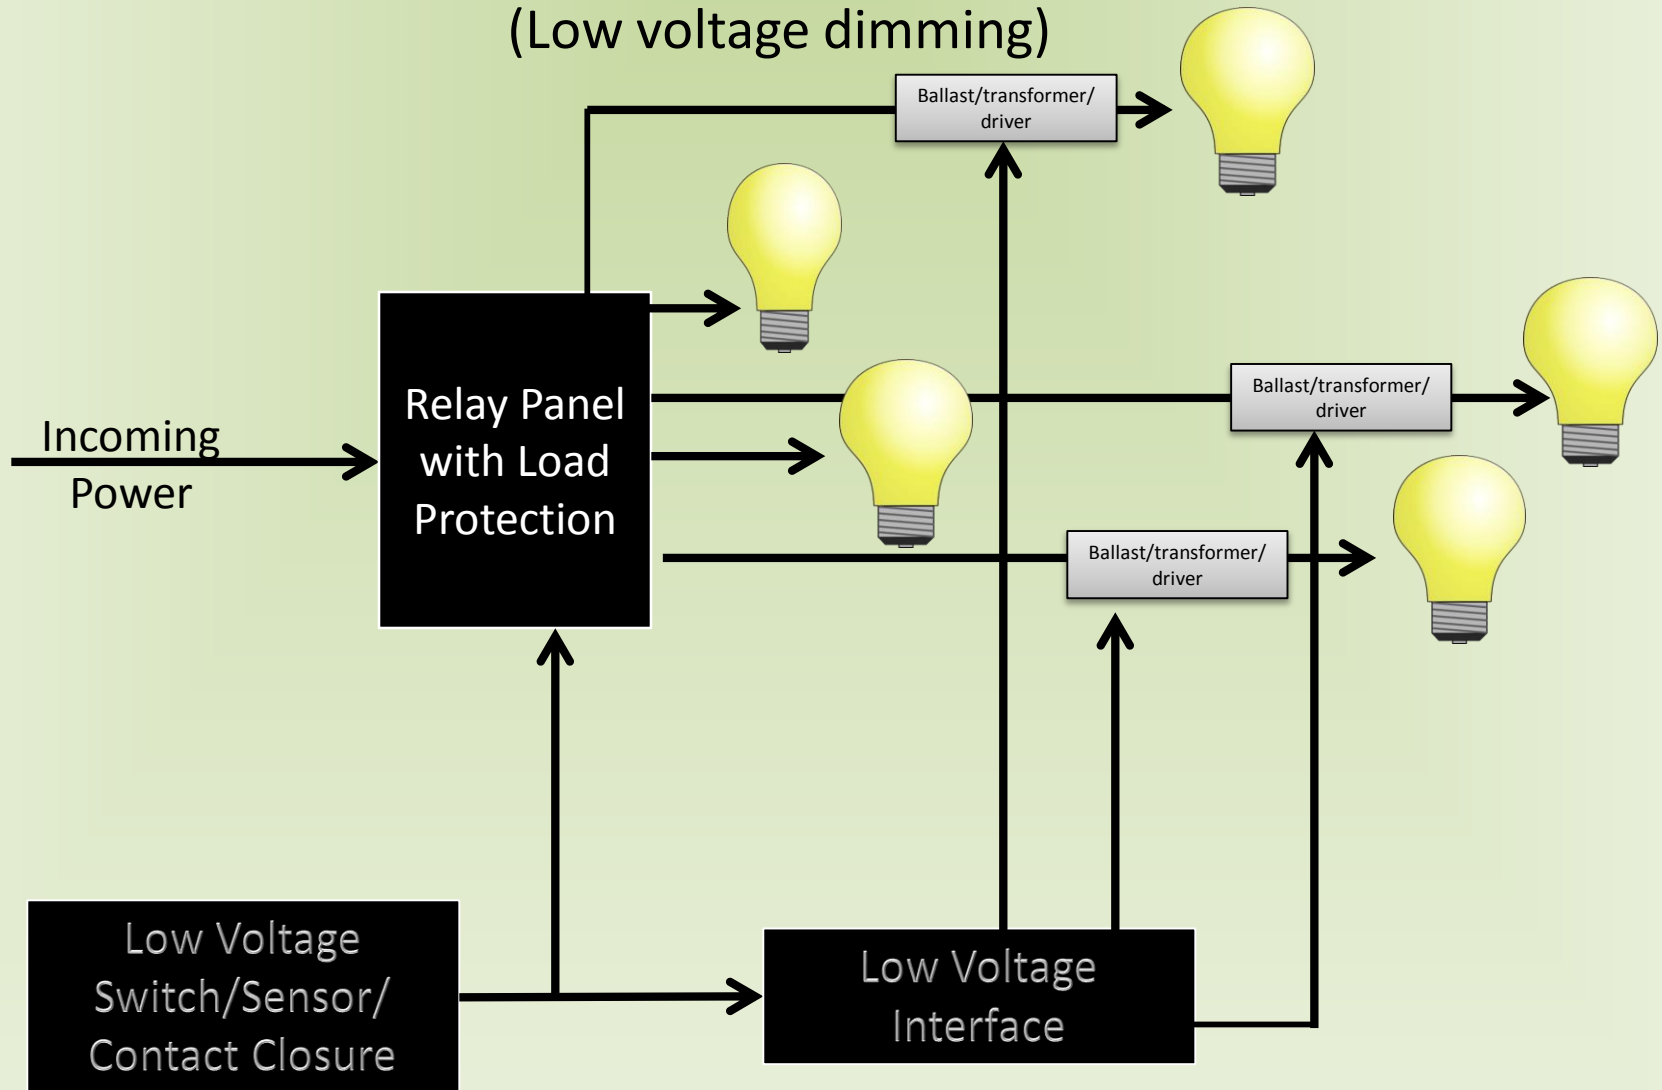 (Low voltage dimming)
Ballast/transformer/
driver
Relay Panel
with Load
Protection
Incoming
Power
Ballast/transformer/
driver
Ballast/transformer/
driver
Low Voltage
Switch/Sensor/
Contact Closure
Low Voltage
Interface